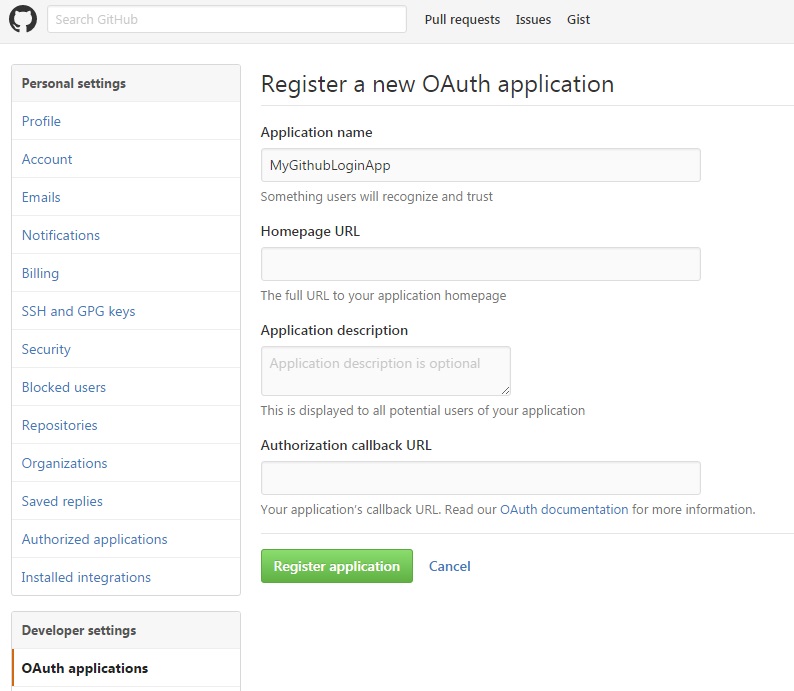 Search GitHub
Pull requests
Issues
Gist
Personal settings
Profile
Account
Emails
Notifications
Billing
SSH and GPG keys
Security
Blocked users
Repositories
Organizations
Saved replies
Authorized applications
Installed integrations
Developer settings
OAuth applications
Register a new OAuth application
Application name
MyGithubLoginApp
Something users will recognize and trust
Homepage URL
The full URL to your application homepage
Application description
Application description is optional
This is displayed to all potential users of your application
Authorization callback URL
Your application's callback URL. Read our OAuth documentation for more information.
Register application
Cancel